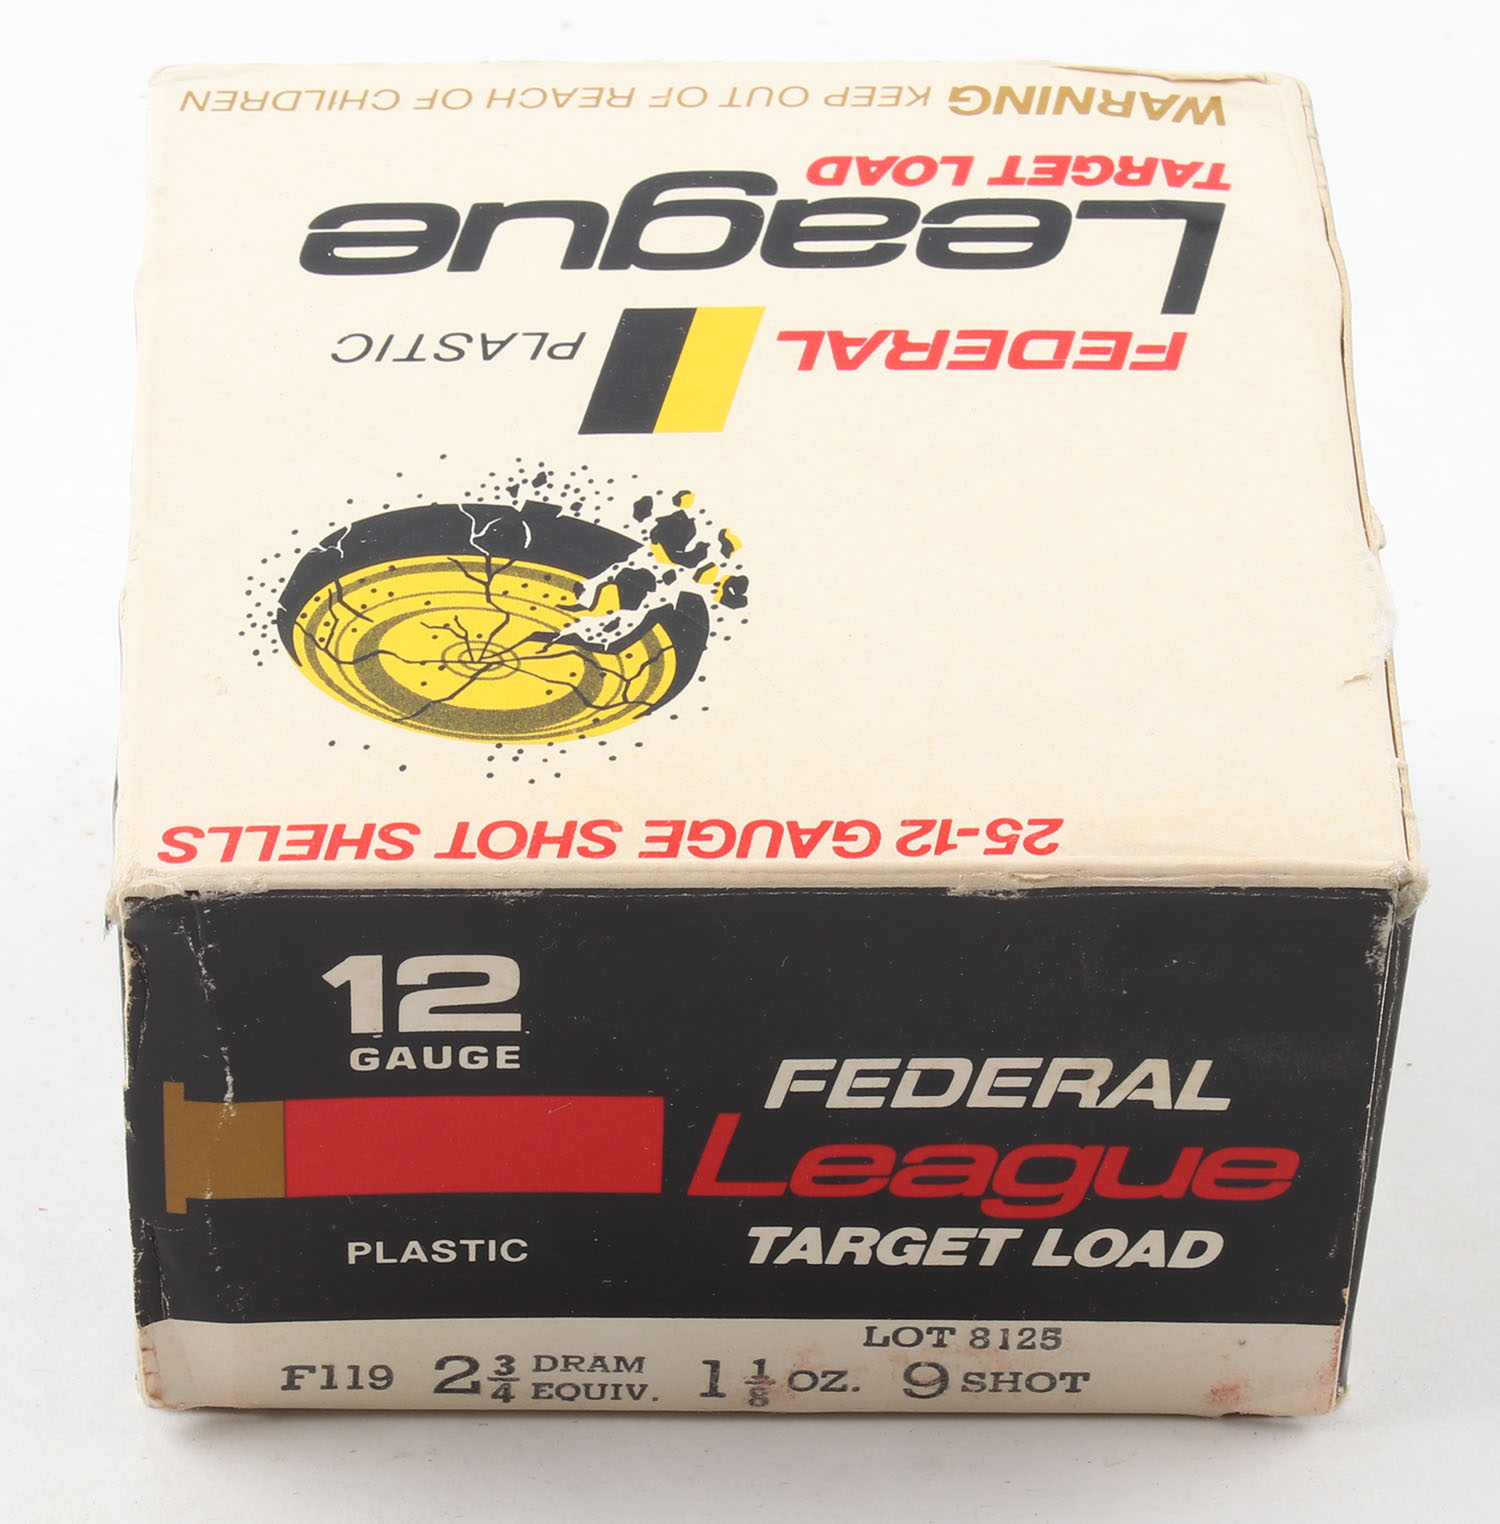 25-12 GAUGE SHOT SHELLS
FEDERAL PLASTIC
League
TARGET LOAD
WARNING KEEP OUT OF REACH OF CHILDREN
12
GAUGE
PLASTIC
FEDERAL
League
TARGET LOAD
LOT 8125
F119 2 3/4 DRAM EQUIV. 1 1/8 OZ. 9 SHOT